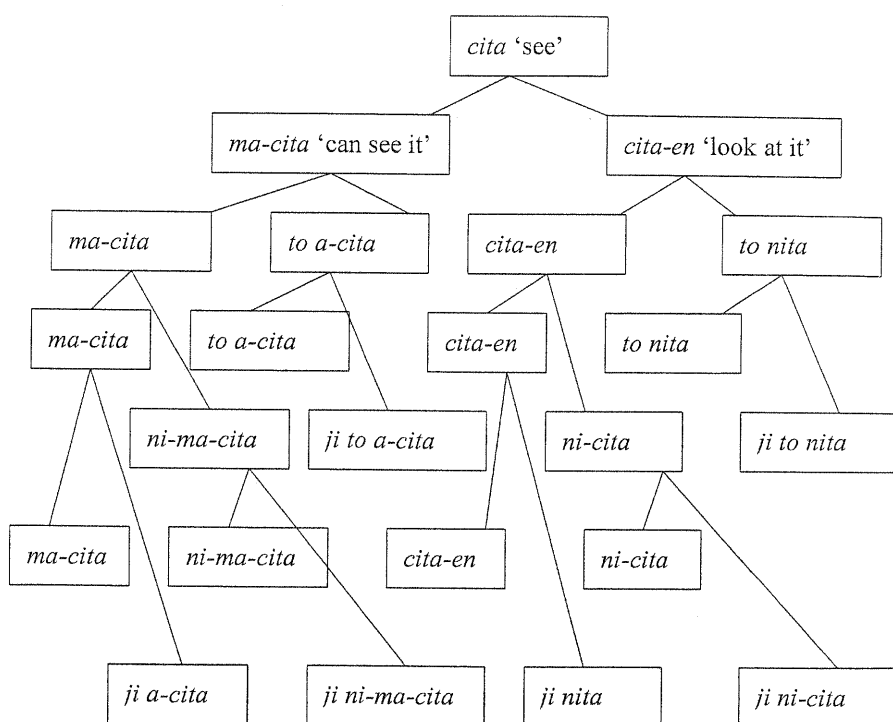 cita ‘see’
ma-cita ‘can see it’
cita-en ‘look at it’
ma-cita
to a-cita
cita-en
to nita
ma-cita
to a-cita
cita-en
to nita
ni-ma-cita
ji to a-cita
ni-cita
ji to nita
ma-cita
ni-ma-cita
cita-en
ni-cita
ji a-cita
ji ni-ma-cita
ji nita
ji ni-cita